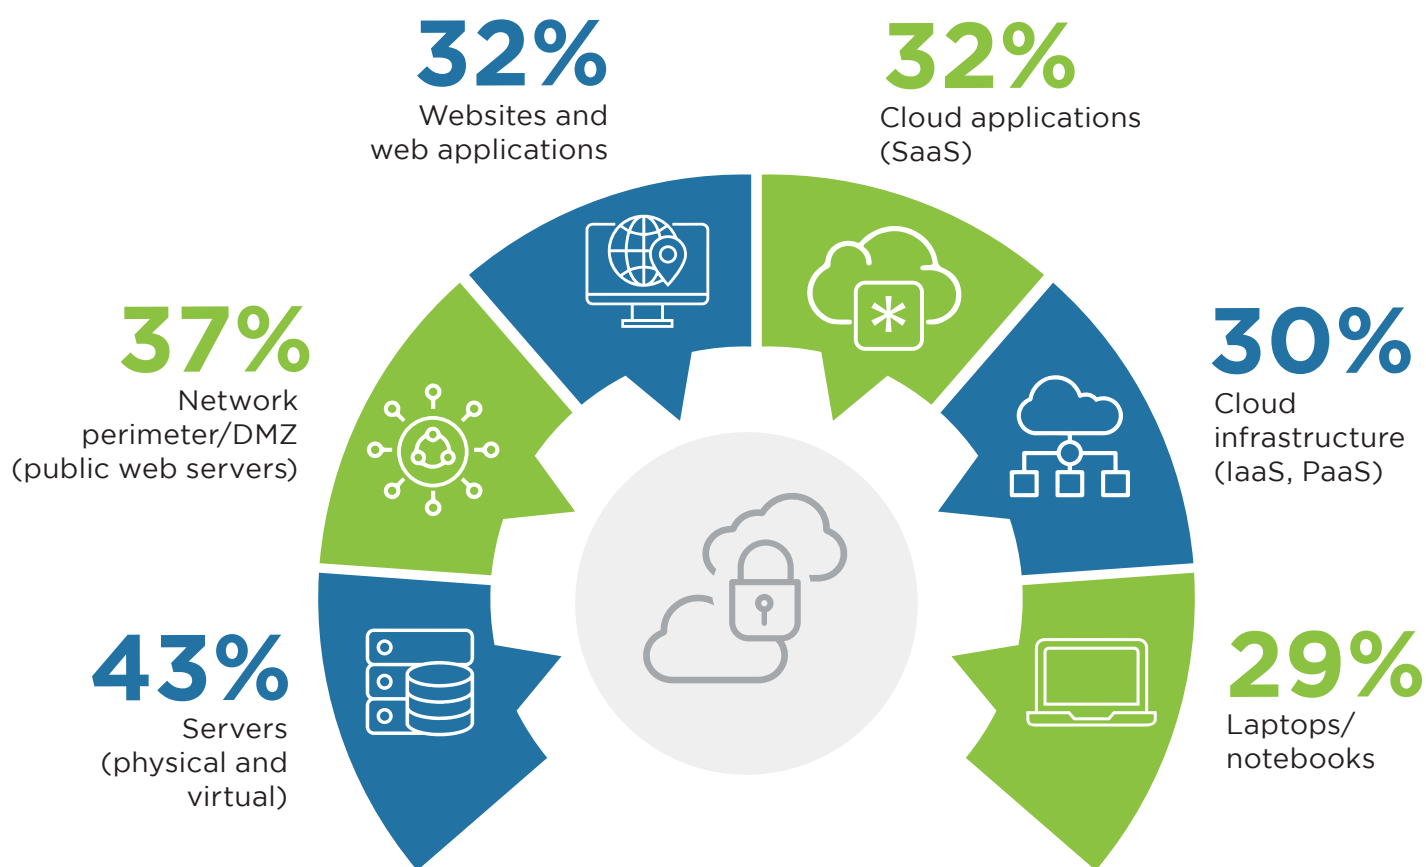 32%
Websites and
web applications
32%
Cloud applications
(SaaS)
37%
Network
perimeter/DMZ
(public web servers)
30%
Cloud
infrastructure
(IaaS, PaaS)
43%
Servers
(physical and
virtual)
29%
Laptops/
notebooks